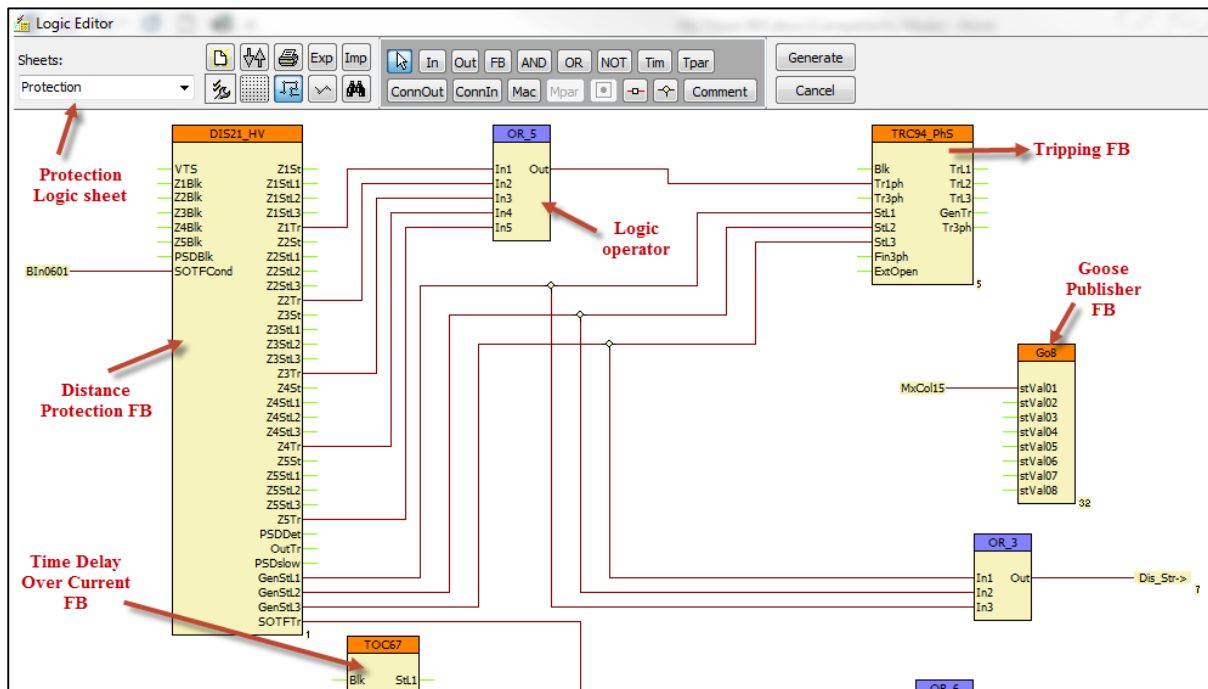 Logic Editor
Sheets:
Protection
Exp Imp
In Out FB AND OR NOT Tim Tpar
ConnOut ConnIn Mac Mpar Comment
Generate
Cancel
Protection
Logic sheet
DIS21_HV
VTS
Z1Blk
Z2Blk
Z3Blk
Z4Blk
Z5Blk
PSDBlk
SOTFCond
BIn0601
Z1St
Z1StL1
Z1StL2
Z1StL3
Z1Tr
Z2St
Z2StL1
Z2StL2
Z2StL3
Z2Tr
Z3St
Z3StL1
Z3StL2
Z3StL3
Z3Tr
Z4St
Z4StL1
Z4StL2
Z4StL3
Z4Tr
Z5St
Z5StL1
Z5StL2
Z5StL3
Z5Tr
PSDDet
OutTr
PSDslow
GenStL1
GenStL2
GenStL3
SOTFTr
1
Distance
Protection FB
Time Delay
Over Current
FB
TOC67
Blk StL1
OR_5
In1 Out
In2
In3
In4
In5
Logic
operator
TRC94_PhS
Blk TrL1
Tr1ph TrL2
Tr3ph TrL3
StL1 GenTr
StL2 Tr3ph
StL3
Fin3ph
ExtOpen
5
Tripping FB
Goose
Publisher
FB
Go8
MxCol15
stVal01
stVal02
stVal03
stVal04
stVal05
stVal06
stVal07
stVal08
32
OR_3
In1 Out
In2
In3
Dis_Str->
7
OR_6